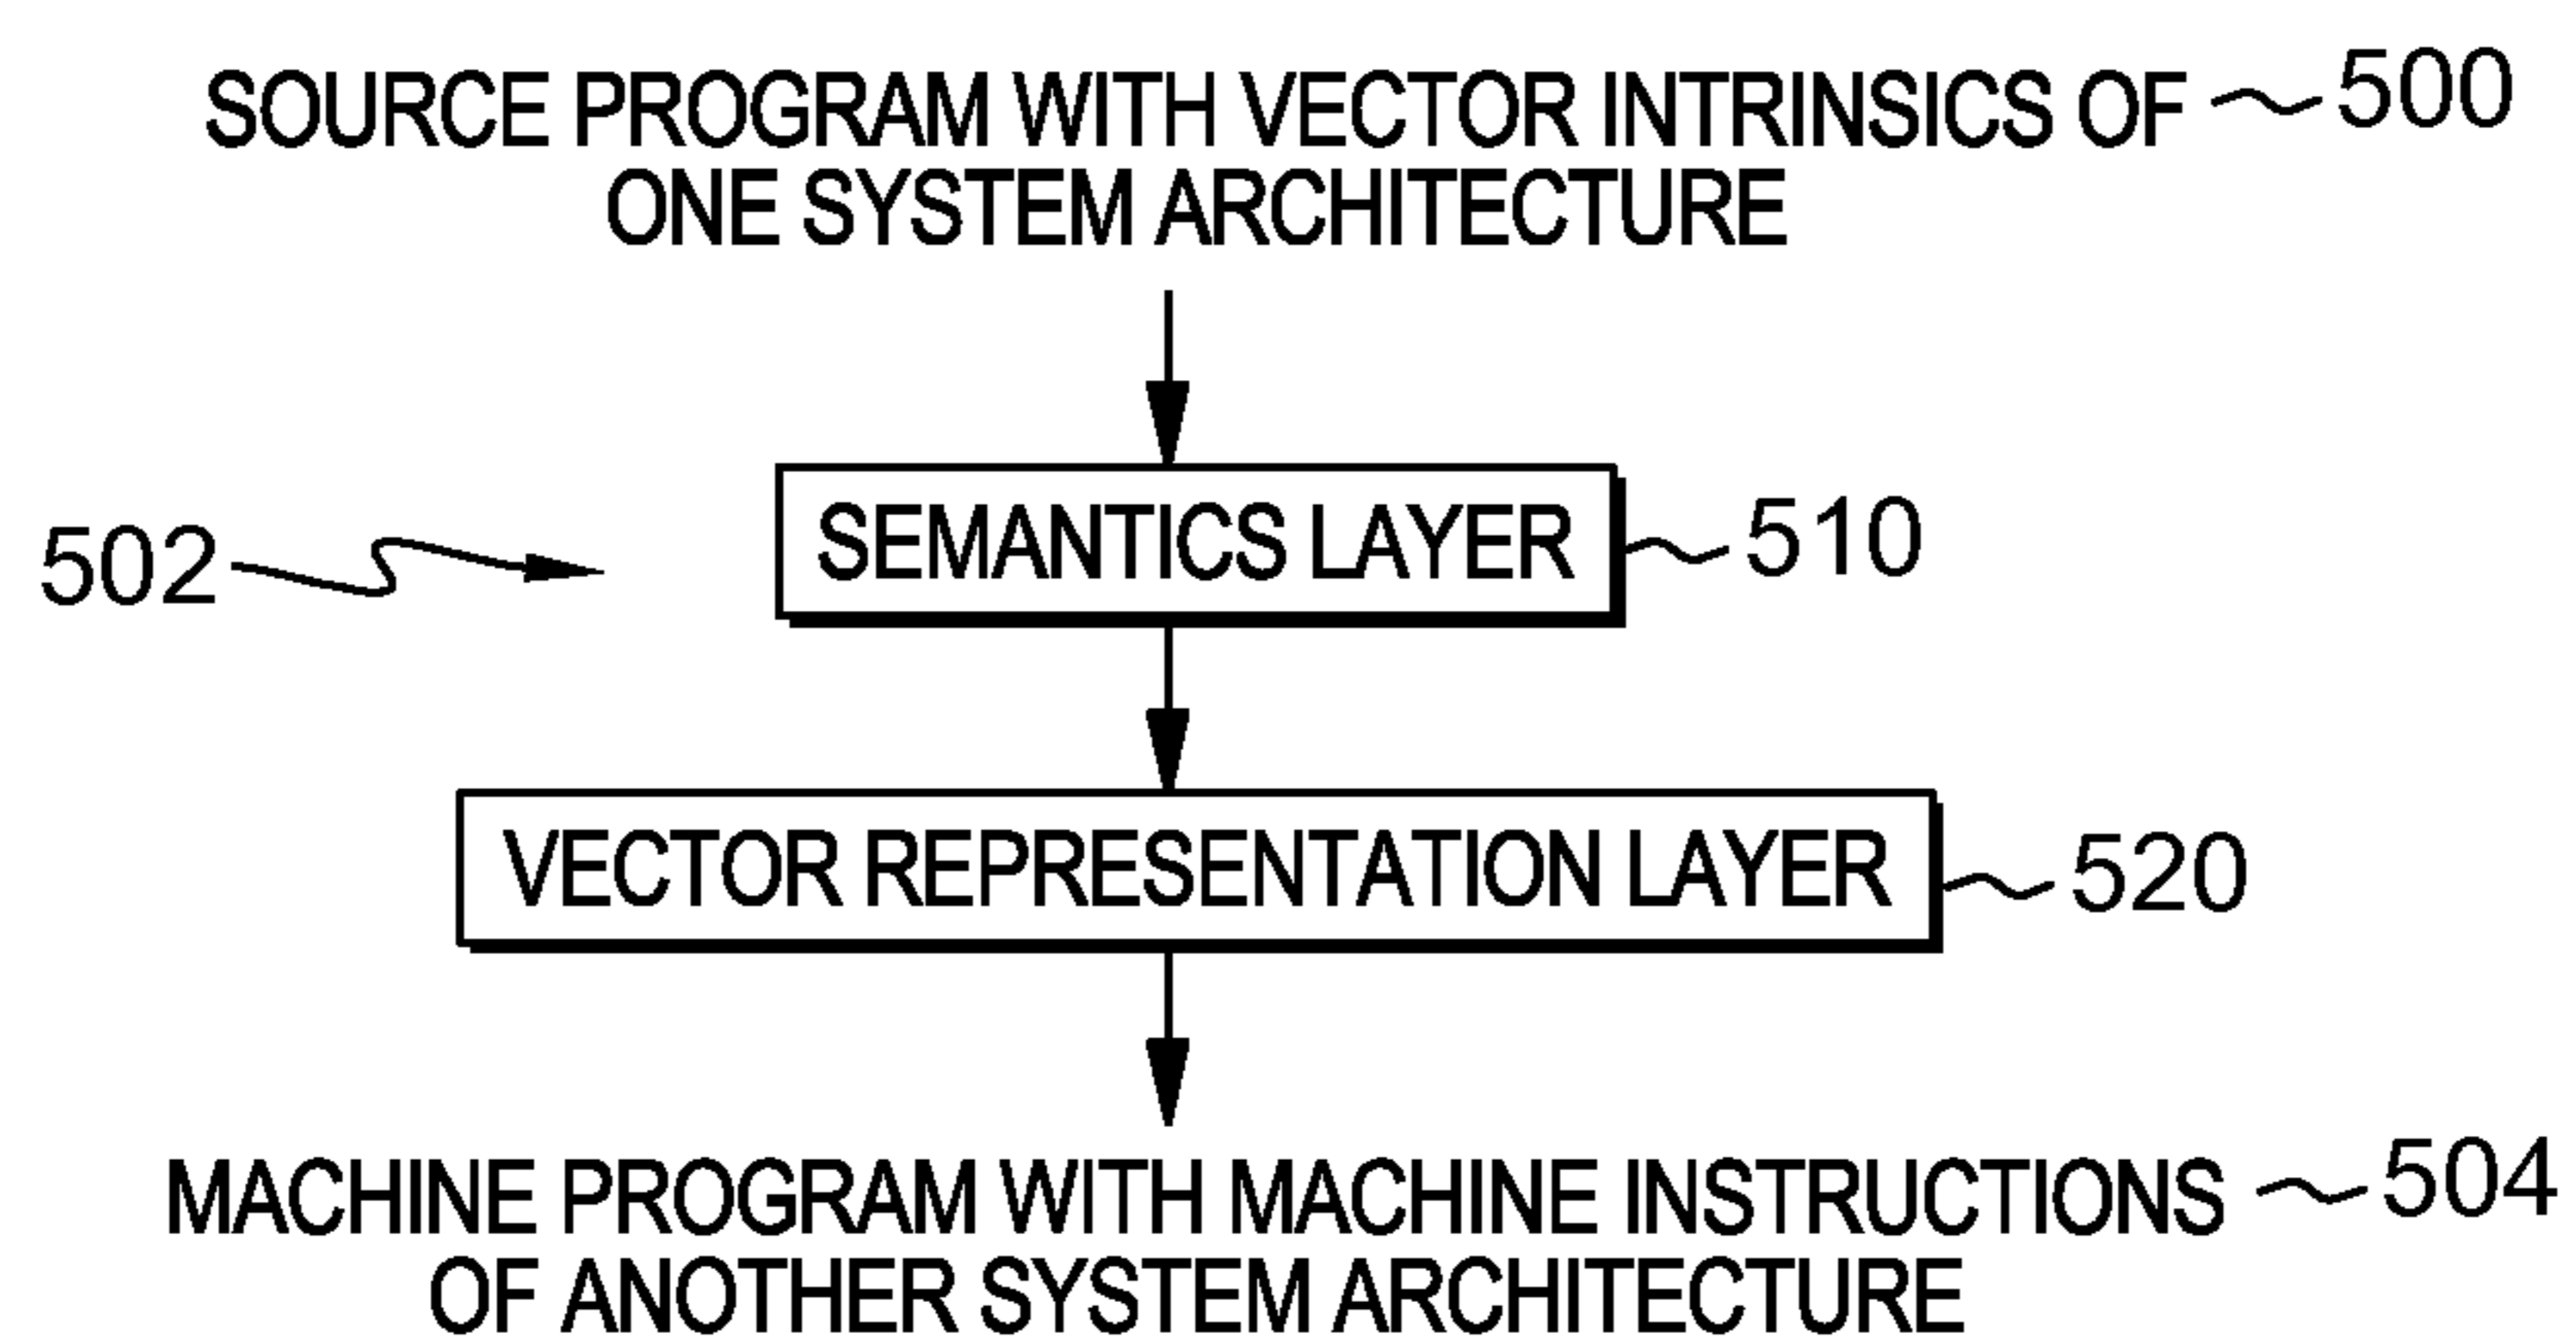 SOURCE PROGRAM WITH VECTOR INTRINSICS OF 500
ONE SYSTEM ARCHITECTURE
502
SEMANTICS LAYER 510
VECTOR REPRESENTATION LAYER 520
MACHINE PROGRAM WITH MACHINE INSTRUCTIONS 504
OF ANOTHER SYSTEM ARCHITECTURE